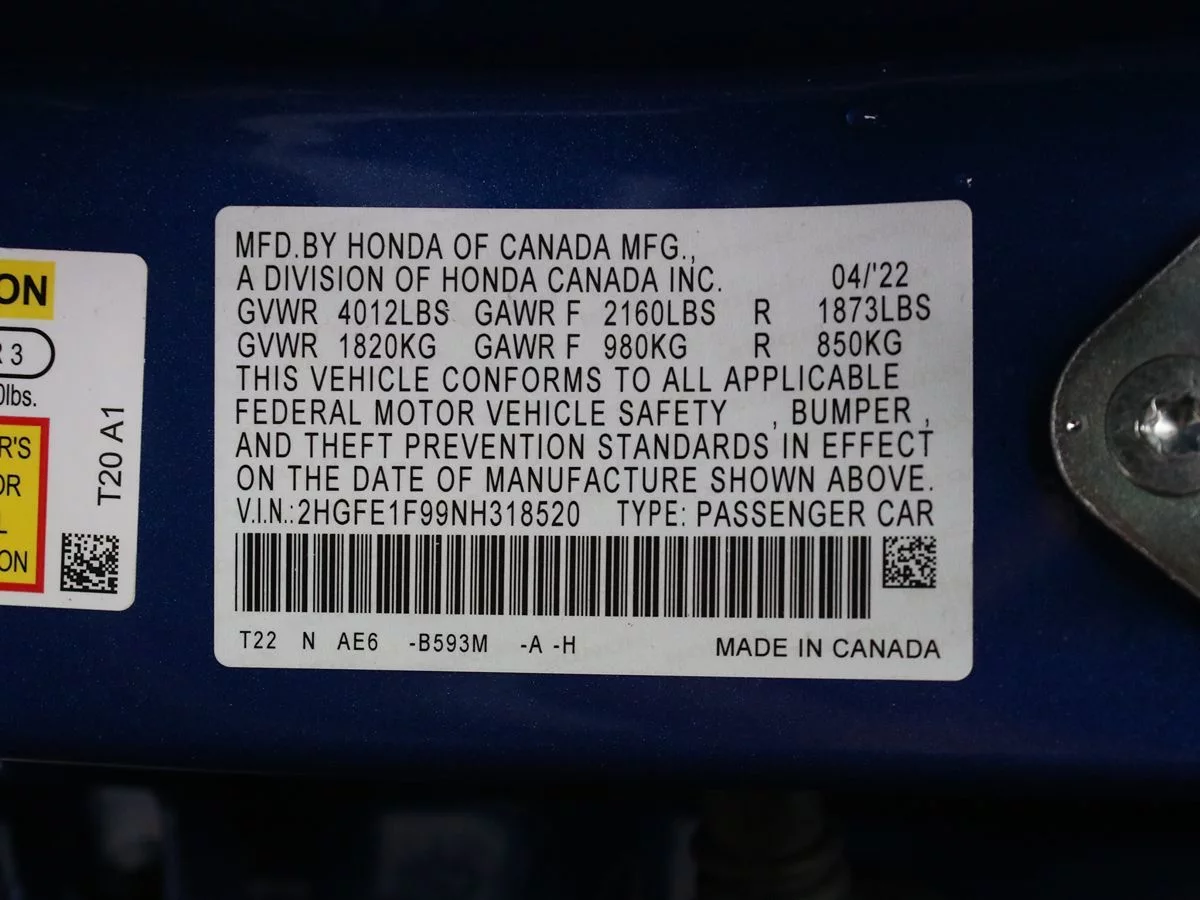 MFD.BY HONDA OF CANADA MFG.,
A DIVISION OF HONDA CANADA INC. 04/'22
GVWR 4012LBS GAWR F 2160LBS R 1873LBS
GVWR 1820KG GAWR F 980KG R 850KG
THIS VEHICLE CONFORMS TO ALL APPLICABLE
FEDERAL MOTOR VEHICLE SAFETY , BUMPER ,
AND THEFT PREVENTION STANDARDS IN EFFECT
ON THE DATE OF MANUFACTURE SHOWN ABOVE.
V.I.N.:2HGFE1F99NH318520 TYPE: PASSENGER CAR
T22 N AE6 -B593M -A -H MADE IN CANADA
ON
R 3
0lbs.
R'S
OR
L
ON
T20 A1